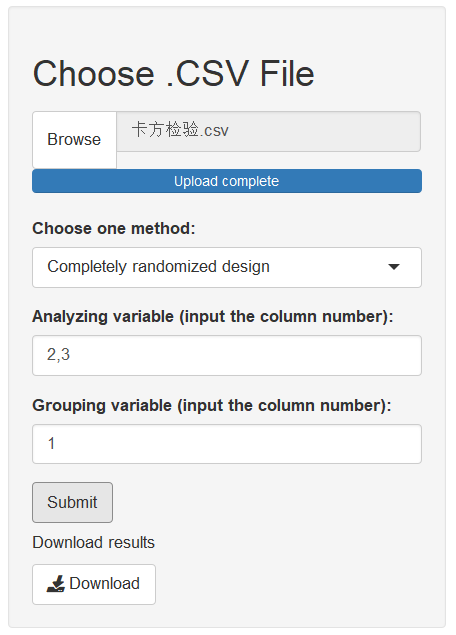 Choose .CSV File
Browse
卡方检验.csv
Upload complete
Choose one method:
Completely randomized design
Analyzing variable (input the column number):
2,3
Grouping variable (input the column number):
1
Submit
Download results
Download